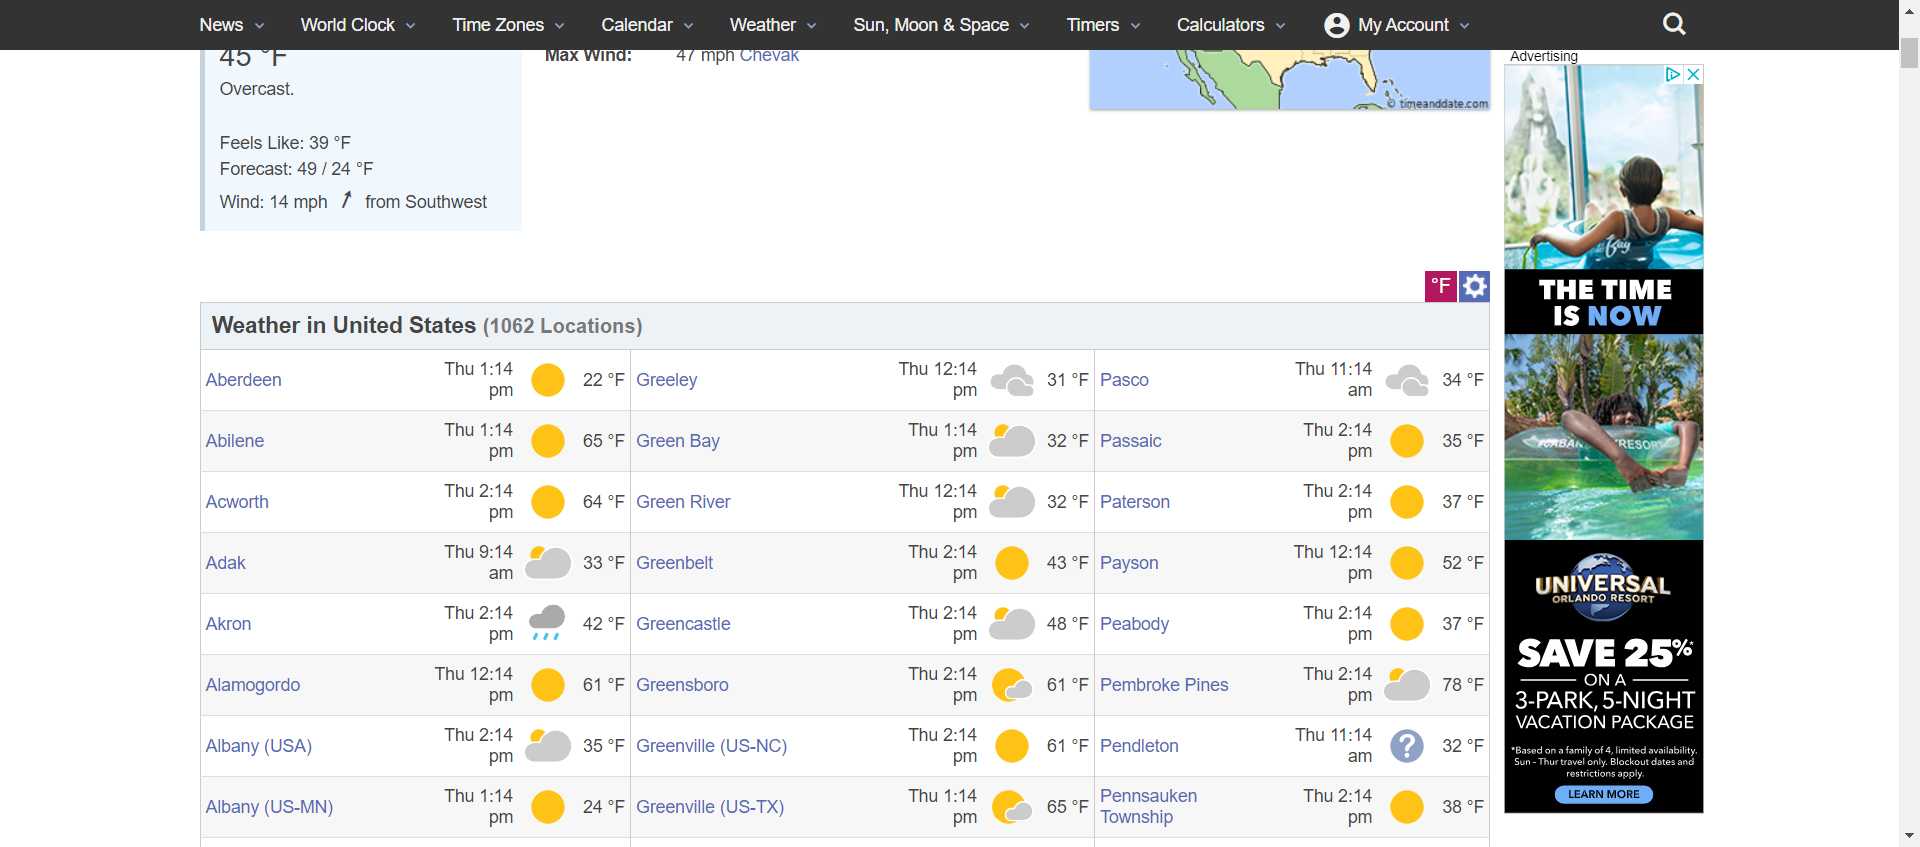 News
World Clock
Time Zones
Calendar
Weather
Sun, Moon & Space
Timers
Calculators
My Account
45 °F
Overcast.
Feels Like: 39 °F
Forecast: 49 / 24 °F
Wind: 14 mph from Southwest
Max Wind: 47 mph Chevak
© timeanddate.com
Advertising
°F
Weather in United States (1062 Locations)
Aberdeen Thu 1:14 pm 22 °F Greeley Thu 12:14 pm 31 °F Pasco Thu 11:14 am 34 °F
Abilene Thu 1:14 pm 65 °F Green Bay Thu 1:14 pm 32 °F Passaic Thu 2:14 pm 35 °F
Acworth Thu 2:14 pm 64 °F Green River Thu 12:14 pm 32 °F Paterson Thu 2:14 pm 37 °F
Adak Thu 9:14 am 33 °F Greenbelt Thu 2:14 pm 43 °F Payson Thu 12:14 pm 52 °F
Akron Thu 2:14 pm 42 °F Greencastle Thu 2:14 pm 48 °F Peabody Thu 2:14 pm 37 °F
Alamogordo Thu 12:14 pm 61 °F Greensboro Thu 2:14 pm 61 °F Pembroke Pines Thu 2:14 pm 78 °F
Albany (USA) Thu 2:14 pm 35 °F Greenville (US-NC) Thu 2:14 pm 61 °F Pendleton Thu 11:14 am ? 32 °F
Albany (US-MN) Thu 1:14 pm 24 °F Greenville (US-TX) Thu 1:14 pm 65 °F Pennsauken Township Thu 2:14 pm 38 °F
Bay
THE TIME
IS NOW
CABANA
RESORT
UNIVERSAL
ORLANDO RESORT
SAVE 25%*
ON A
3-PARK, 5-NIGHT
VACATION PACKAGE
*Based on a family of 4, limited availability.
Sun - Thur travel only. Blockout dates and
restrictions apply.
LEARN MORE